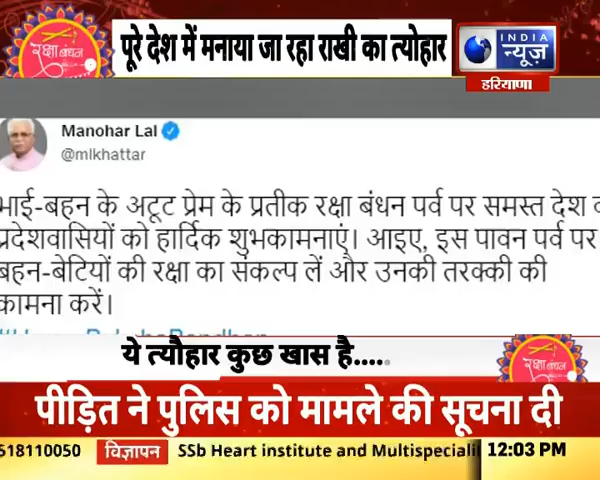 रक्षा बंधन
पूरे देश में मनाया जा रहा राखी का त्योहार
INDIA
न्यूज़
हरियाणा
Manohar Lal
@mlkhattar
भाई-बहन के अटूट प्रेम के प्रतीक रक्षा बंधन पर्व पर समस्त देश व
प्रदेशवासियों को हार्दिक शुभकामनाएं। आइए, इस पावन पर्व पर
बहन-बेटियों की रक्षा का संकल्प लें और उनकी तरक्की की
कामना करें।
ये त्यौहार कुछ खास है....
रक्षा बंधन
पीड़ित ने पुलिस को मामले की सूचना दी
518110050 विज्ञापन SSb Heart institute and Multispeciali 12:03 PM